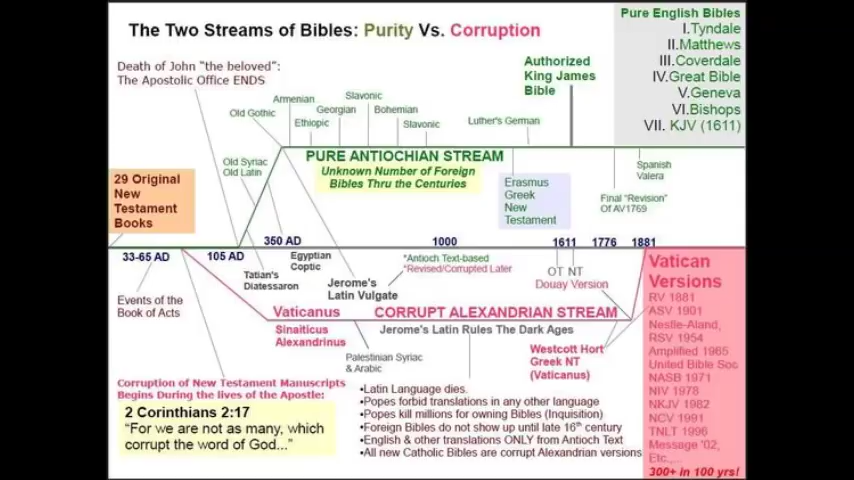 The Two Streams of Bibles: Purity Vs. Corruption
Pure English Bibles
I.Tyndale
II.Matthews
III.Coverdale
IV.Great Bible
V.Geneva
VI.Bishops
VII. KJV (1611)
Death of John "the beloved":
The Apostolic Office ENDS
Authorized
King James
Bible
Old Gothic
Armenian
Ethiopic
Georgian
Slavonic
Bohemian
Slavonic
Luther's German
PURE ANTIOCHIAN STREAM
Unknown Number of Foreign
Bibles Thru the Centuries
Old Syriac
Old Latin
29 Original
New
Testament
Books
Erasmus
Greek
New
Testament
Spanish
Valera
Final "Revision"
Of AV1769
33-65 AD
105 AD
350 AD
1000
1611
1776
1881
Events of the
Book of Acts
Tatian's
Diatessaron
Egyptian
Coptic
Jerome's
Latin Vulgate
*Antioch Text-based
*Revised/Corrupted Later
OT NT
Douay Version
Vaticanus
CORRUPT ALEXANDRIAN STREAM
Sinaiticus
Alexandrinus
Jerome's Latin Rules The Dark Ages
Palestinian Syriac
& Arabic
Westcott Hort
Greek NT
(Vaticanus)
Vatican
Versions
RV 1881
ASV 1901
Nestle-Aland,
RSV 1954
Amplified 1965
United Bible Soc
NASB 1971
NIV 1978
NKJV 1982
NCV 1991
TNLT 1996
Message '02,
Etc.,...
300+ in 100 yrs!
Corruption of New Testament Manuscripts
Begins During the lives of the Apostle:
2 Corinthians 2:17
"For we are not as many, which
corrupt the word of God..."
•Latin Language dies.
•Popes forbid translations in any other language
•Popes kill millions for owning Bibles (Inquisition)
•Foreign Bibles do not show up until late 16th century
•English & other translations ONLY from Antioch Text
•All new Catholic Bibles are corrupt Alexandrian versions